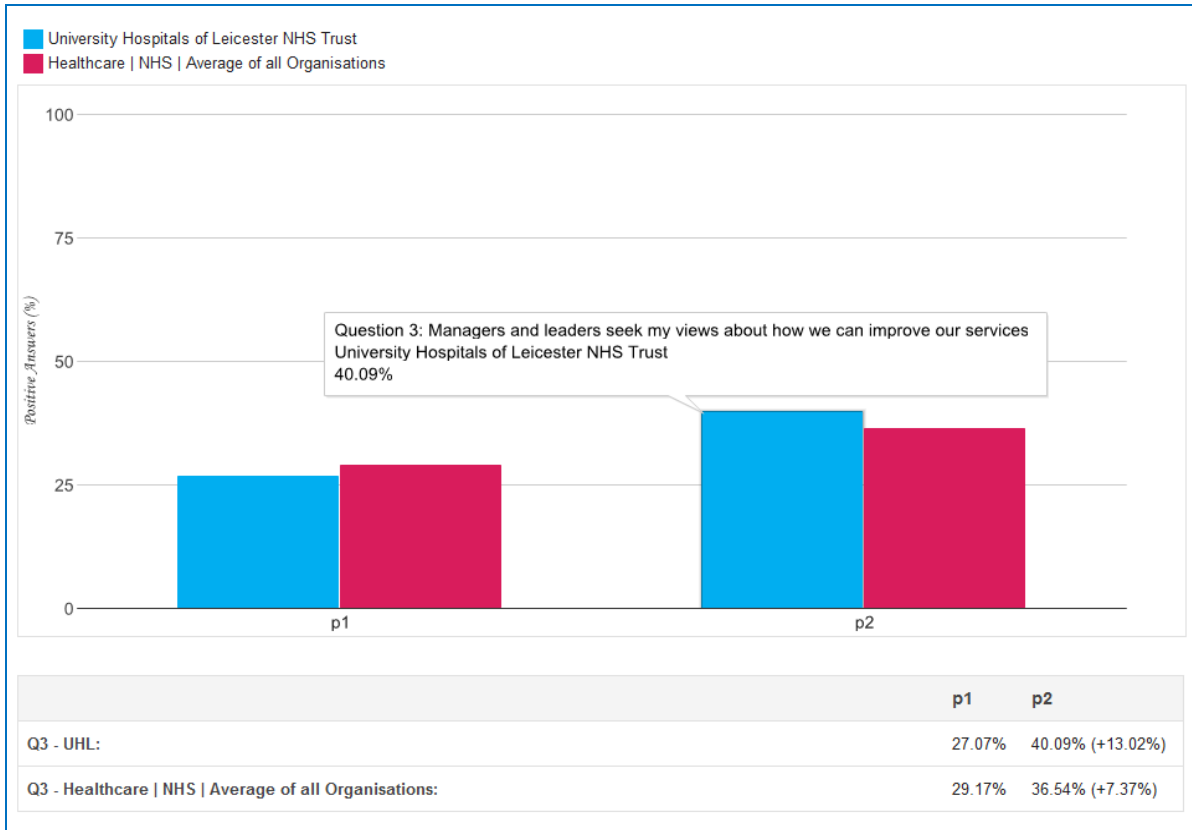 University Hospitals of Leicester NHS Trust
Healthcare | NHS | Average of all Organisations
100
75
Positive Answers (%)
Question 3: Managers and leaders seek my views about how we can improve our services
University Hospitals of Leicester NHS Trust
40.09%
50
25
0
p1 p2
p1 p2
Q3 - UHL: 27.07% 40.09% (+13.02%)
Q3 - Healthcare | NHS | Average of all Organisations: 29.17% 36.54% (+7.37%)